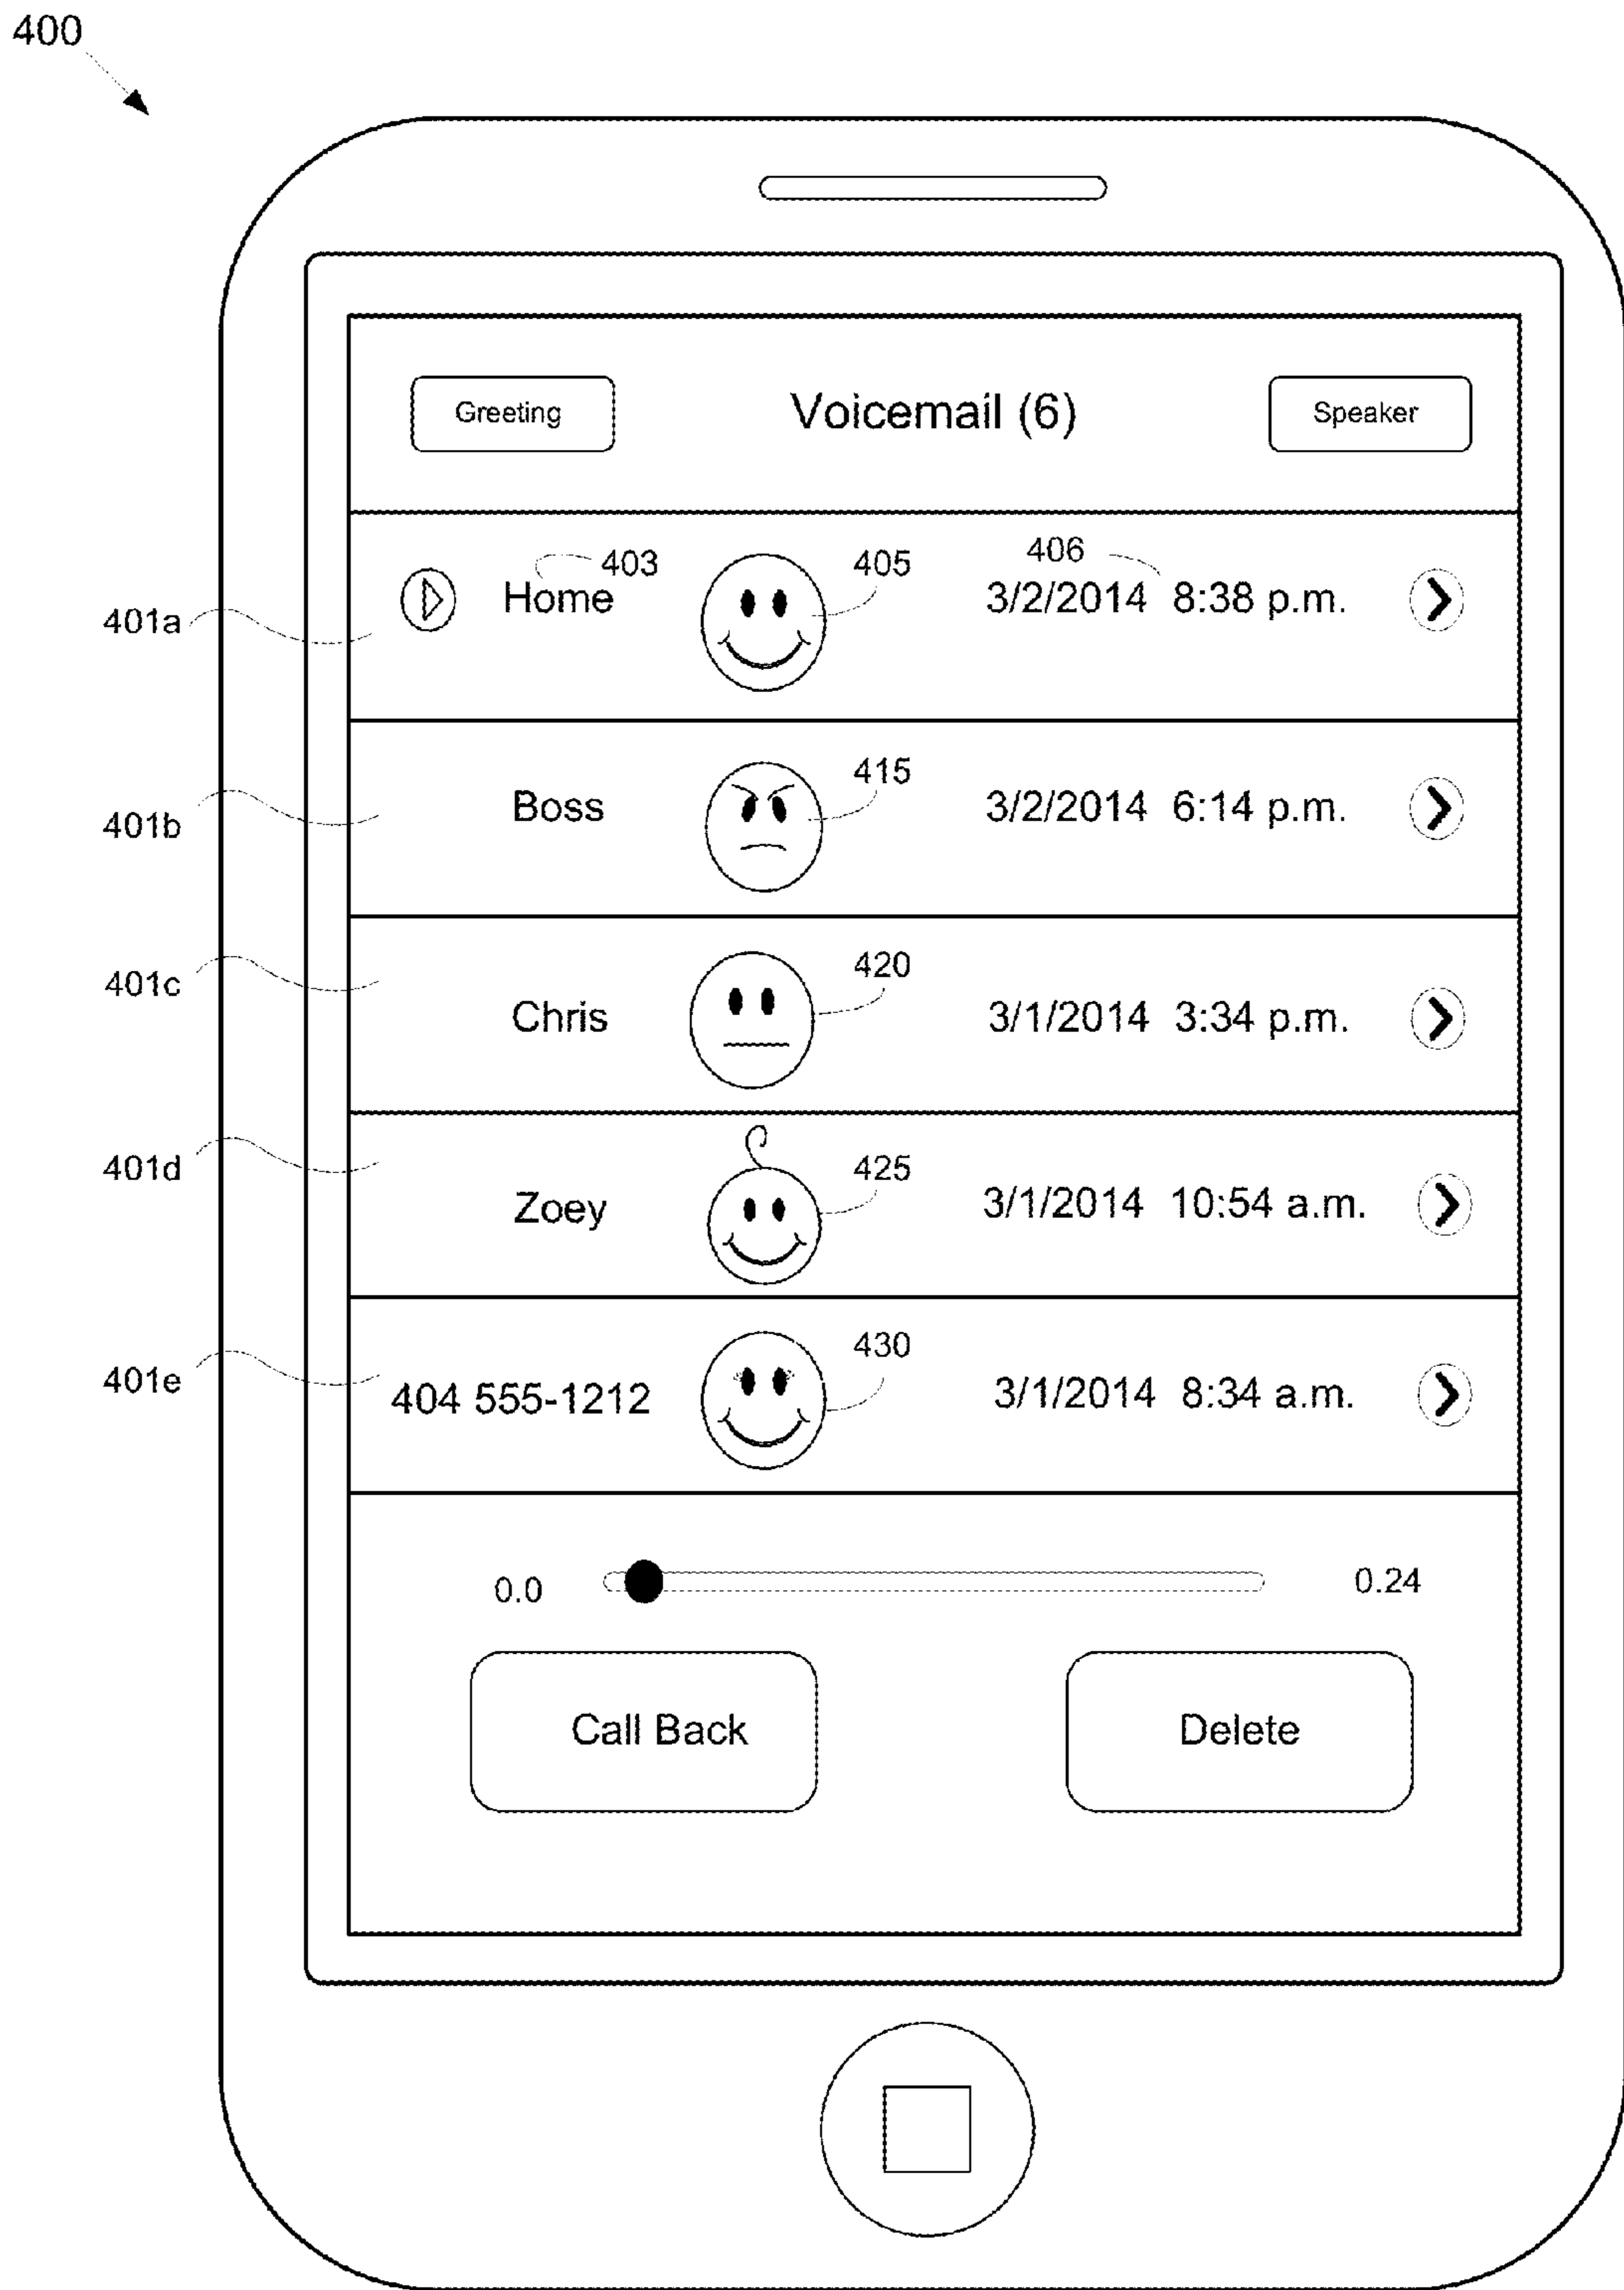 400
Greeting Voicemail (6) Speaker
403 405 406
401a Home 3/2/2014 8:38 p.m.
415
401b Boss 3/2/2014 6:14 p.m.
420
401c Chris 3/1/2014 3:34 p.m.
401d 425
Zoey 3/1/2014 10:54 a.m.
430
401e 404 555-1212 3/1/2014 8:34 a.m.
0.0 0.24
Call Back Delete